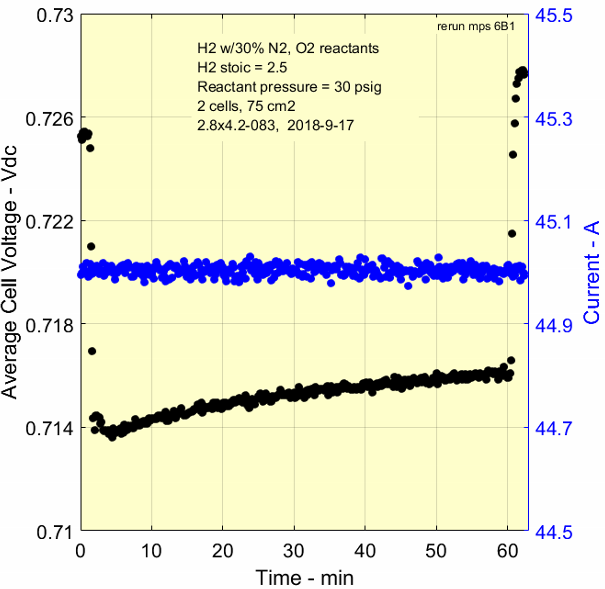 rerun mps 6B1
H2 w/30% N2, O2 reactants
H2 stoic = 2.5
Reactant pressure = 30 psig
2 cells, 75 cm2
2.8x4.2-083,  2018-9-17
Average Cell Voltage - Vdc
0.73
0.726
0.722
0.718
0.714
0.71
45.5
45.3
45.1
44.9
44.7
44.5
Current - A
0 10 20 30 40 50 60
Time - min